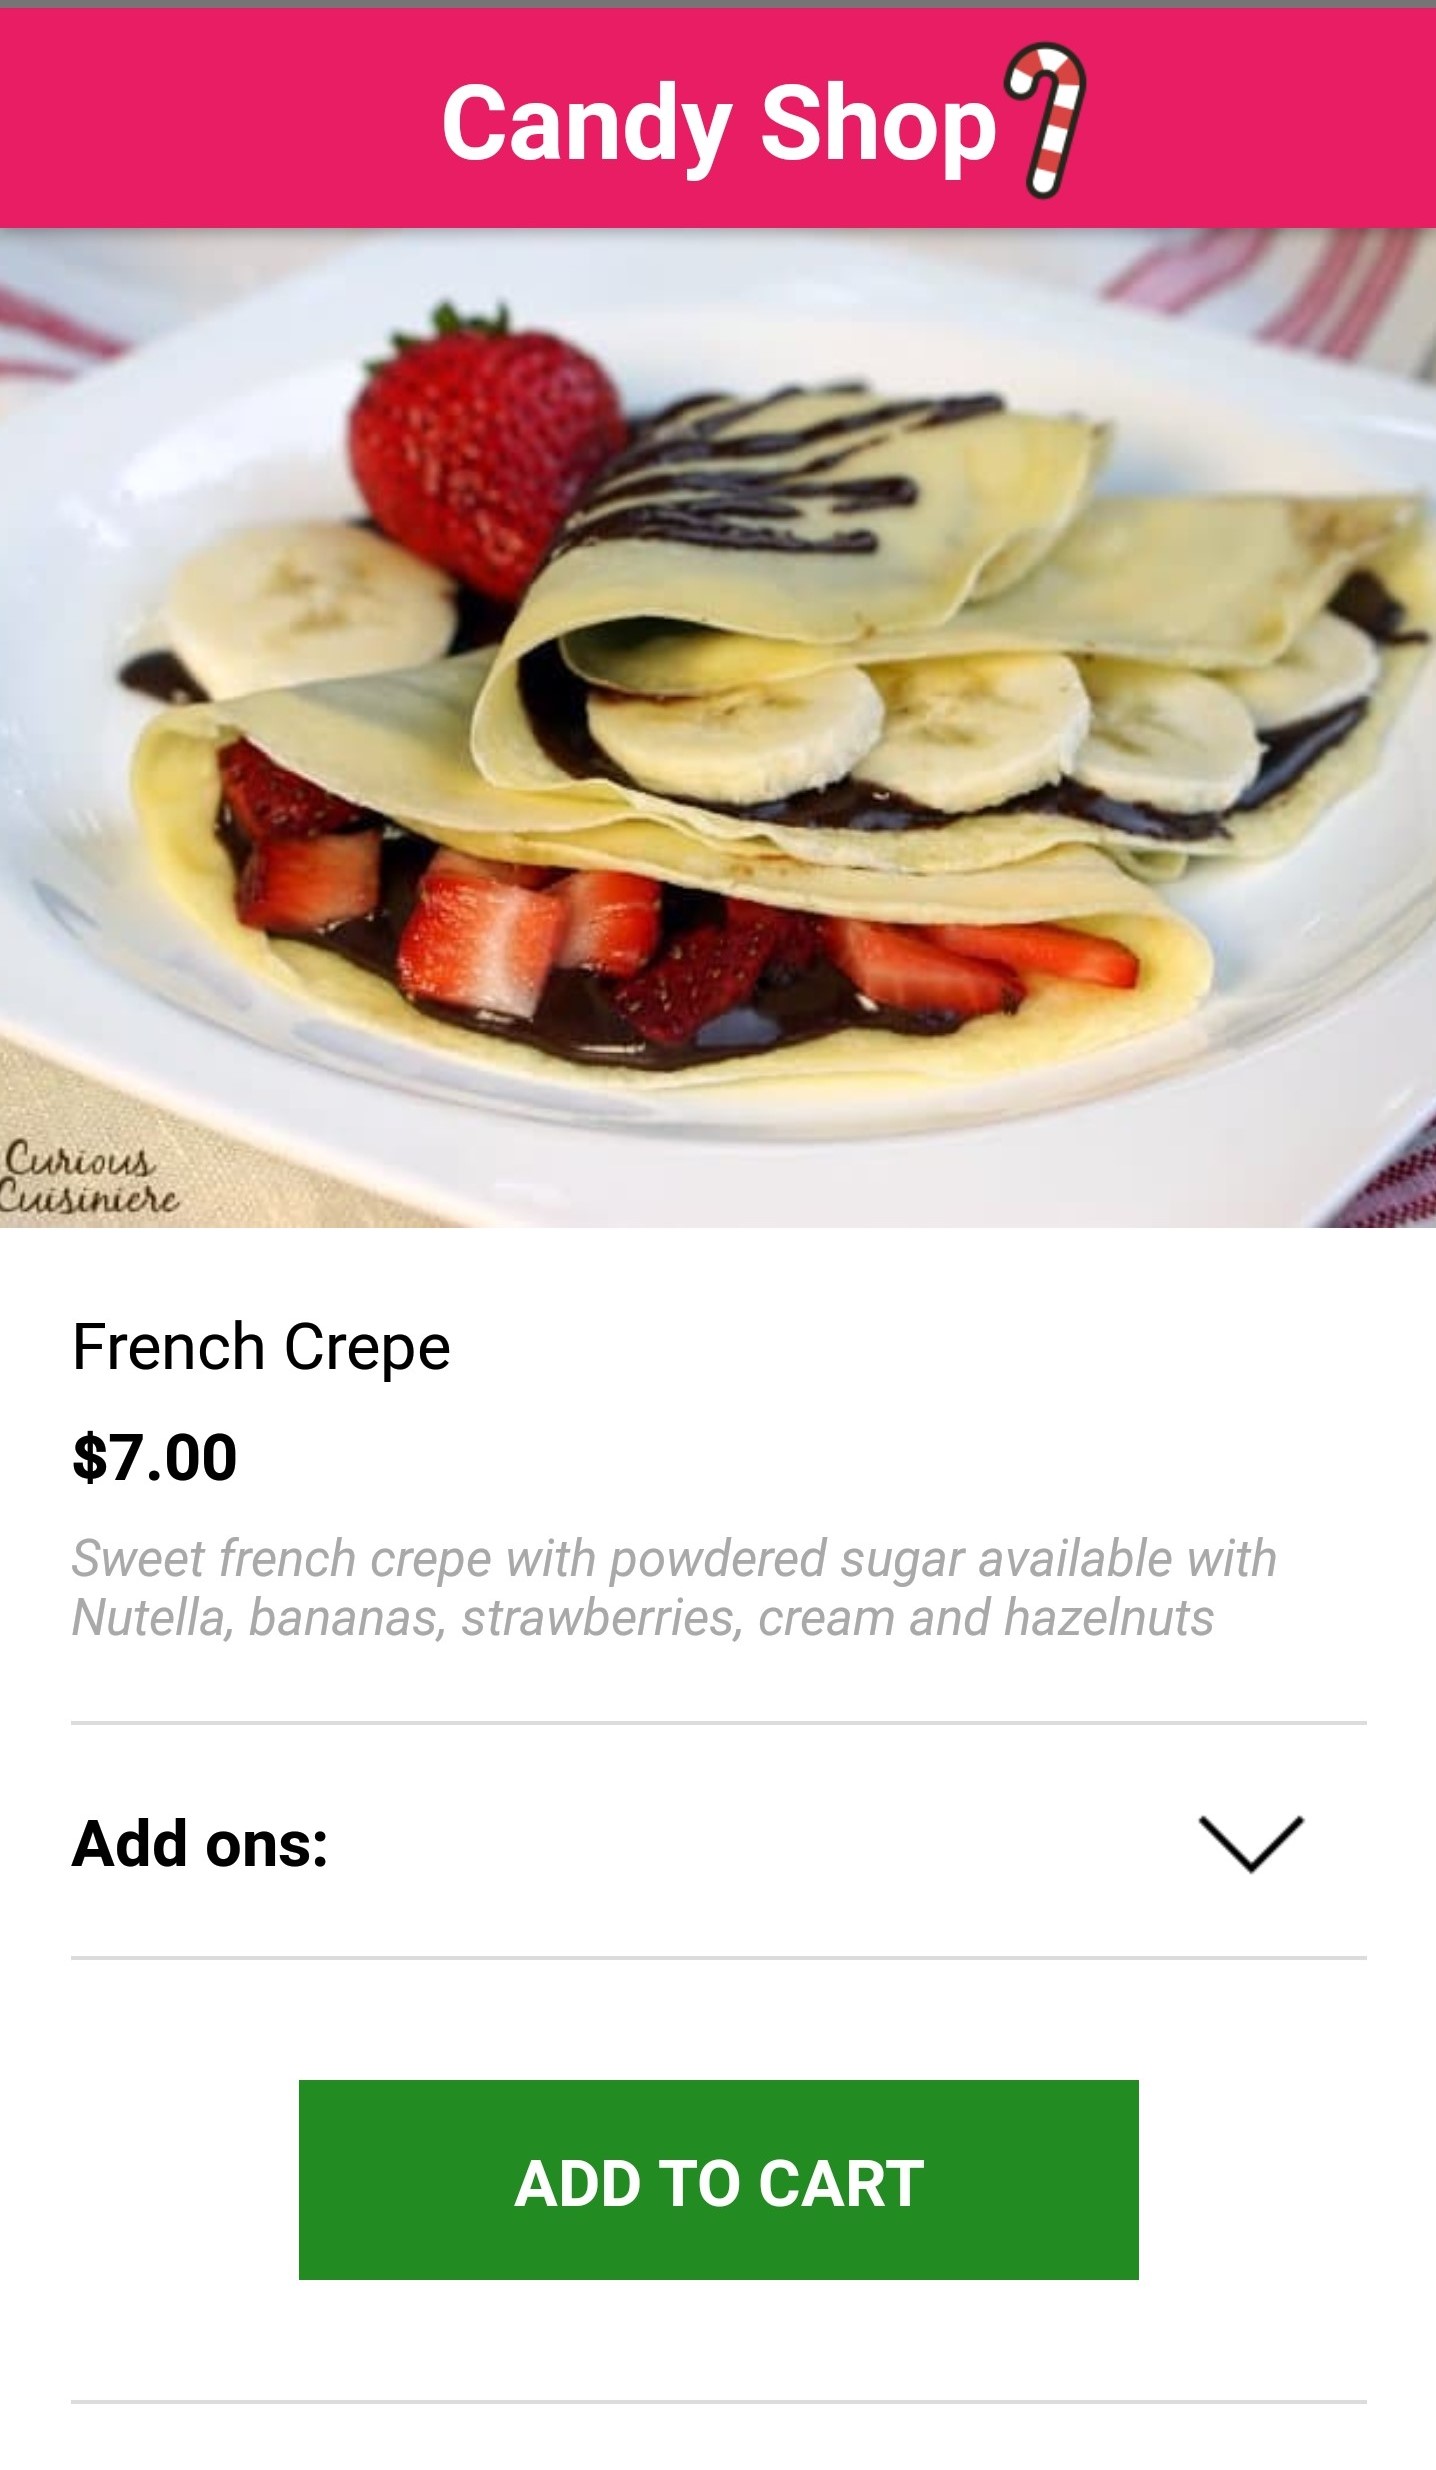 Candy Shop
Curious
Cuisiniere
French Crepe
$7.00
Sweet french crepe with powdered sugar available with
Nutella, bananas, strawberries, cream and hazelnuts
Add ons:
ADD TO CART